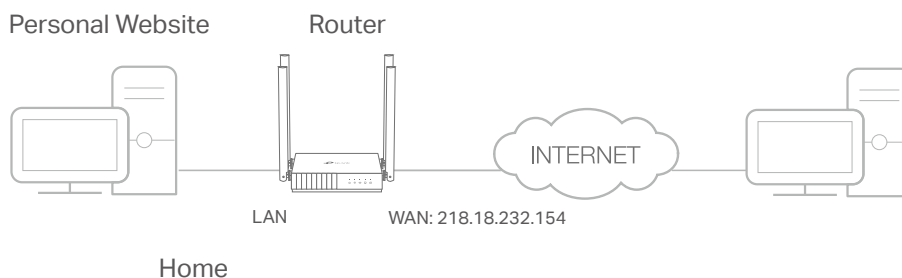 Personal Website
Router
INTERNET
LAN
WAN: 218.18.232.154
Home